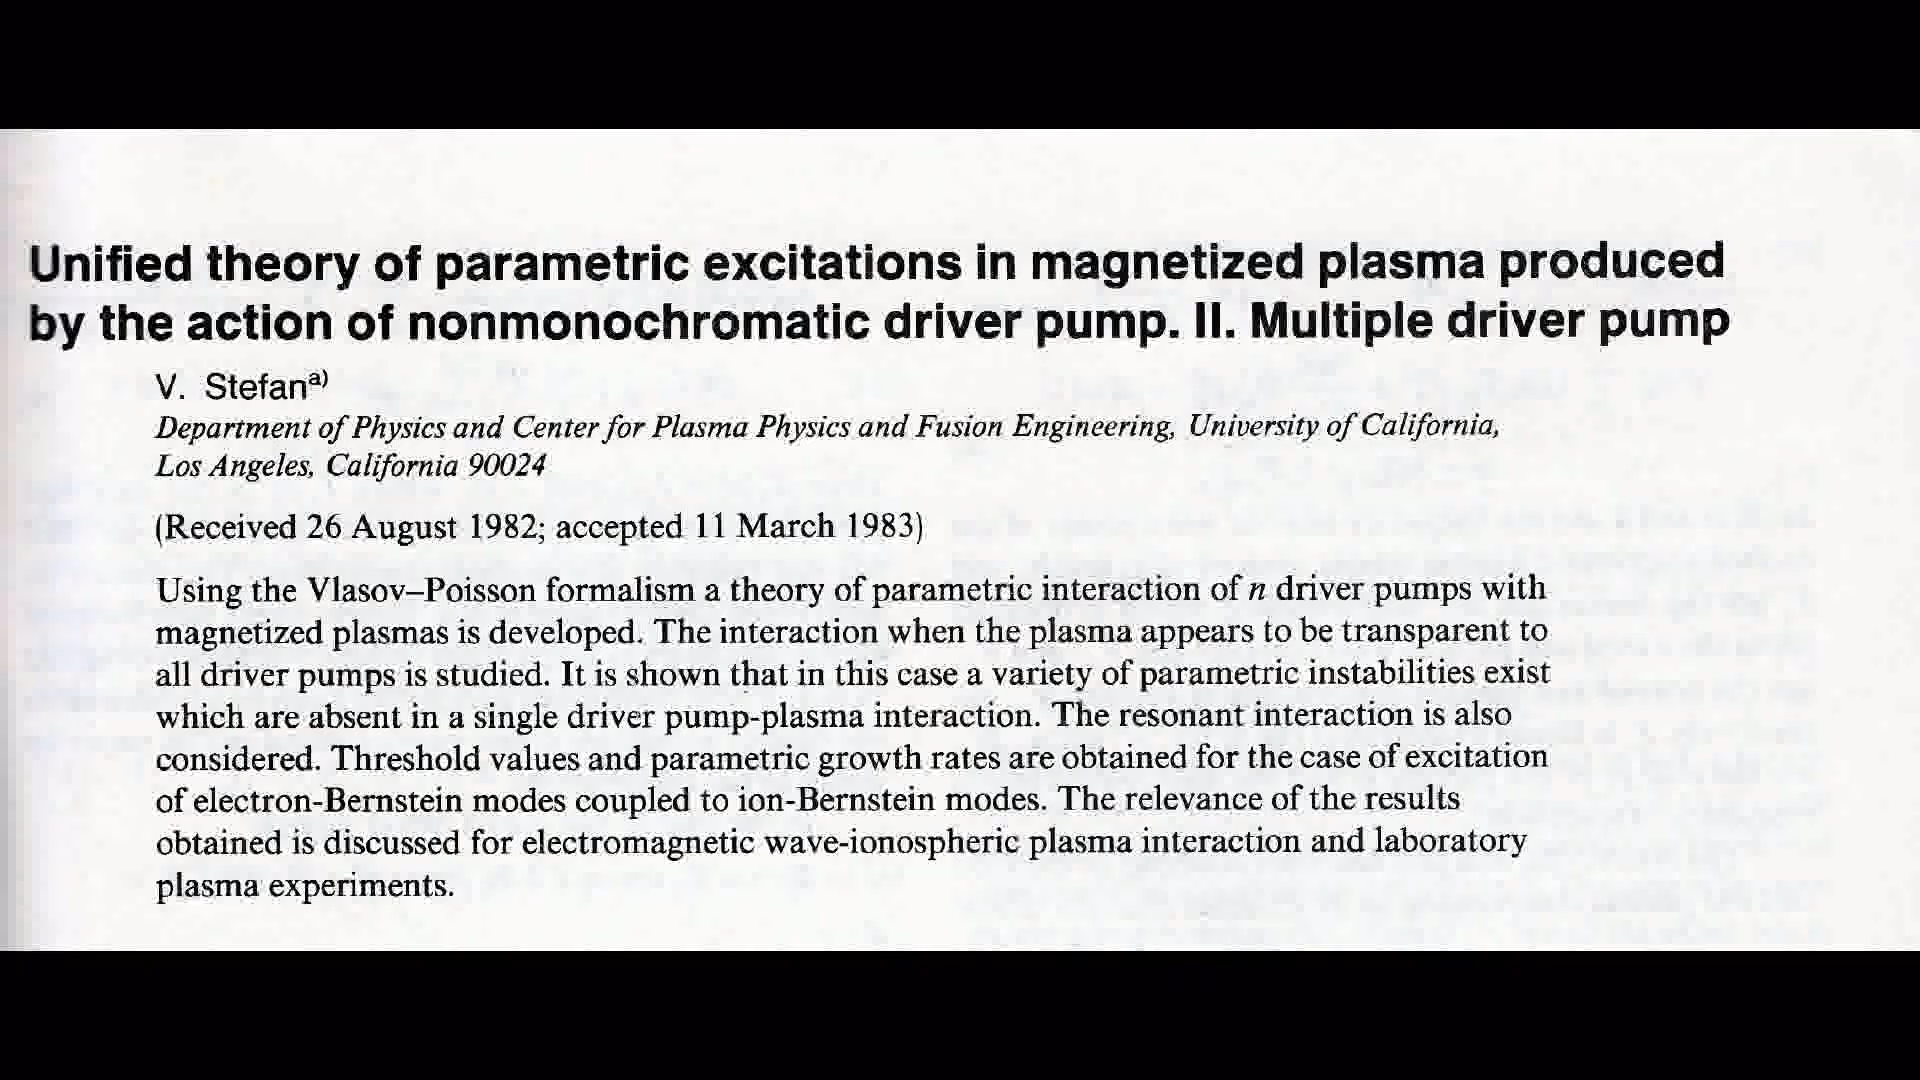 Unified theory of parametric excitations in magnetized plasma produced
by the action of nonmonochromatic driver pump. II. Multiple driver pump
V. Stefan a)
Department of Physics and Center for Plasma Physics and Fusion Engineering, University of California,
Los Angeles, California 90024
(Received 26 August 1982; accepted 11 March 1983)
Using the Vlasov–Poisson formalism a theory of parametric interaction of n driver pumps with
magnetized plasmas is developed. The interaction when the plasma appears to be transparent to
all driver pumps is studied. It is shown that in this case a variety of parametric instabilities exist
which are absent in a single driver pump-plasma interaction. The resonant interaction is also
considered. Threshold values and parametric growth rates are obtained for the case of excitation
of electron-Bernstein modes coupled to ion-Bernstein modes. The relevance of the results
obtained is discussed for electromagnetic wave-ionospheric plasma interaction and laboratory
plasma experiments.